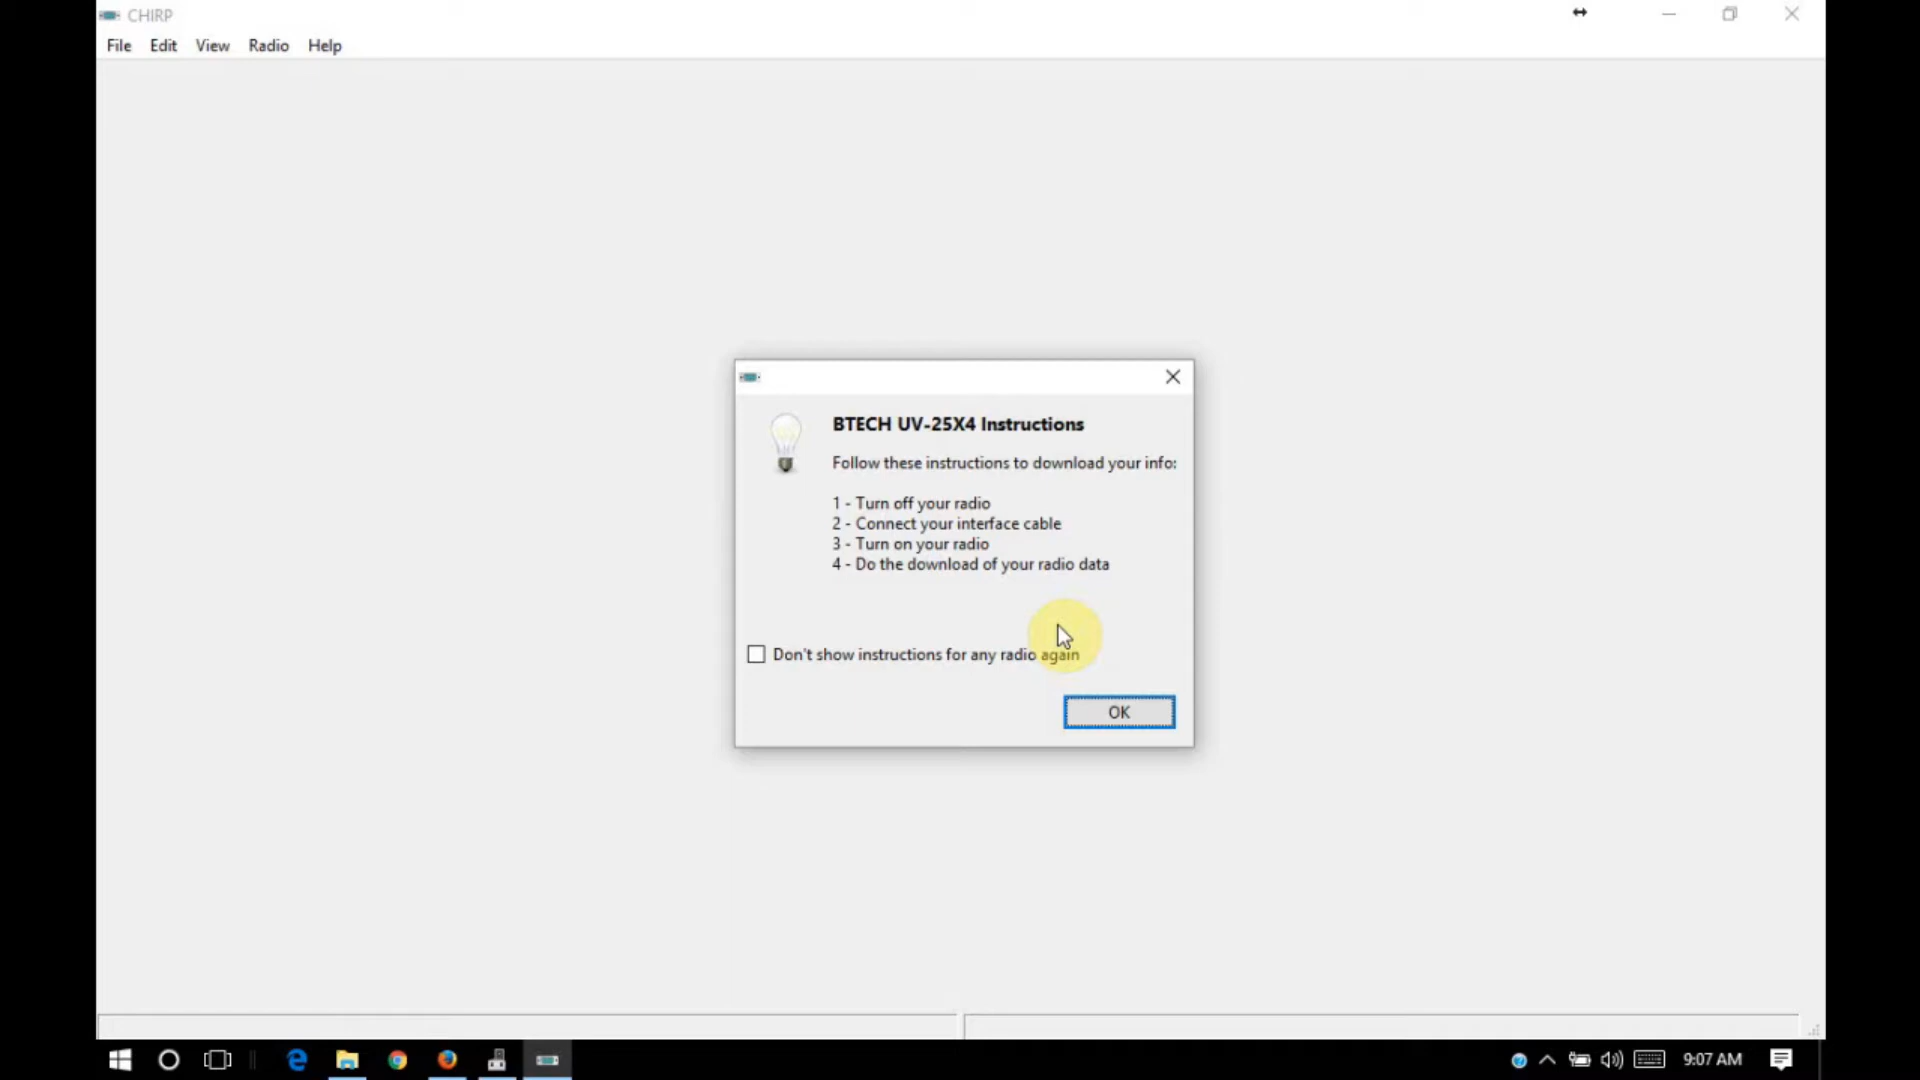 CHIRP
File Edit View Radio Help
BTECH UV-25X4 Instructions
Follow these instructions to download your info:
1 - Turn off your radio
2 - Connect your interface cable
3 - Turn on your radio
4 - Do the download of your radio data
Don't show instructions for any radio again
OK
9:07 AM